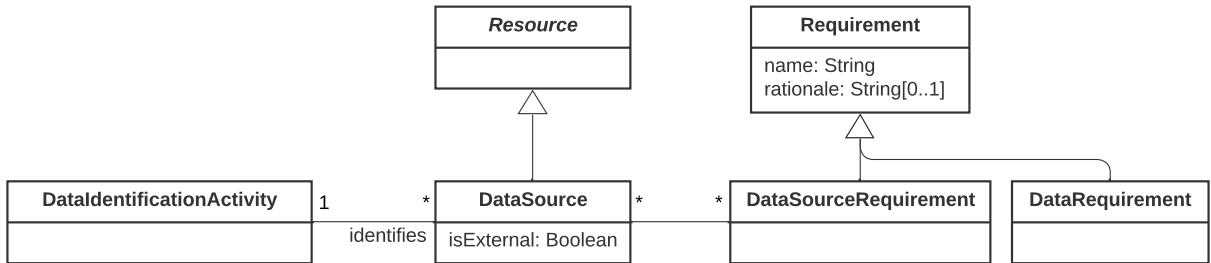 Resource
Requirement
name: String
rationale: String[0..1]
DataIdentificationActivity
1
*
DataSource
*
*
DataSourceRequirement
DataRequirement
identifies
isExternal: Boolean